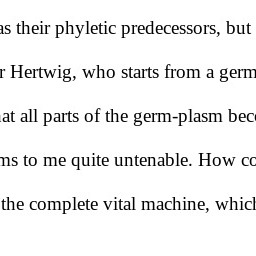 as their phyletic predecessors, but
r Hertwig, who starts from a germ
at all parts of the germ-plasm bec
ms to me quite untenable. How co
the complete vital machine, which